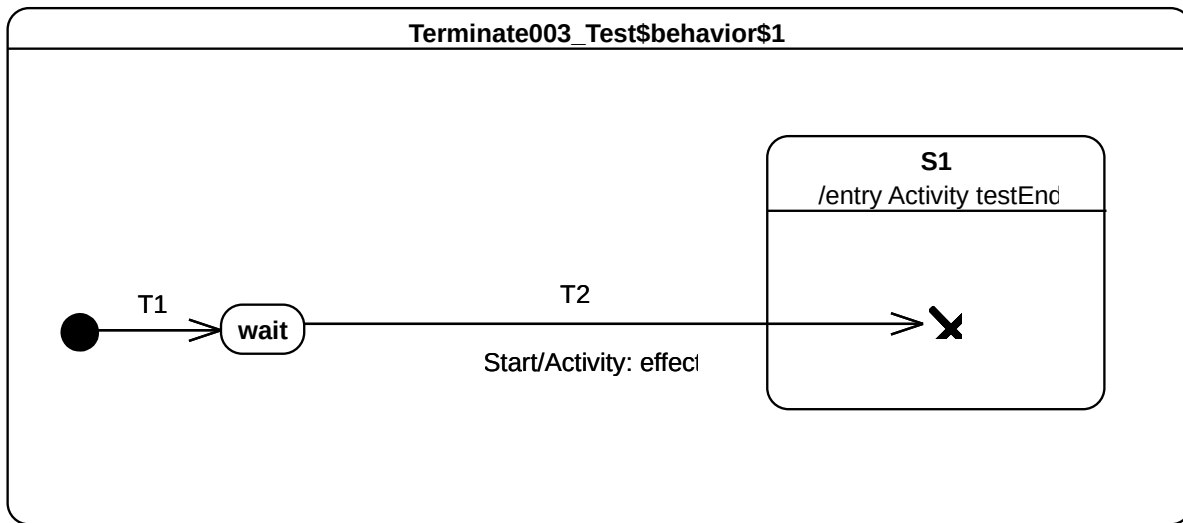 Terminate003_Test$behavior$1
S1
/entry Activity testEnd
T1
T2
wait
Start/Activity: effect